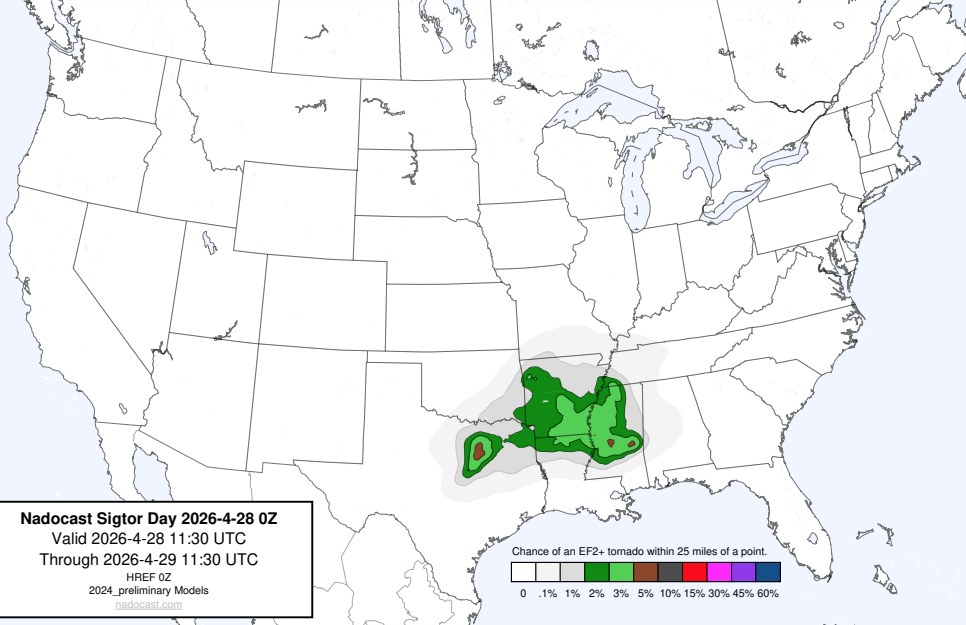 Nadocast Sigtor Day 2026-4-28 0Z
Valid 2026-4-28 11:30 UTC
Through 2026-4-29 11:30 UTC
HREF 0Z
2024_preliminary Models
nadocast.com
Chance of an EF2+ tornado within 25 miles of a point.
0 .1% 1% 2% 3% 5% 10% 15% 30% 45% 60%